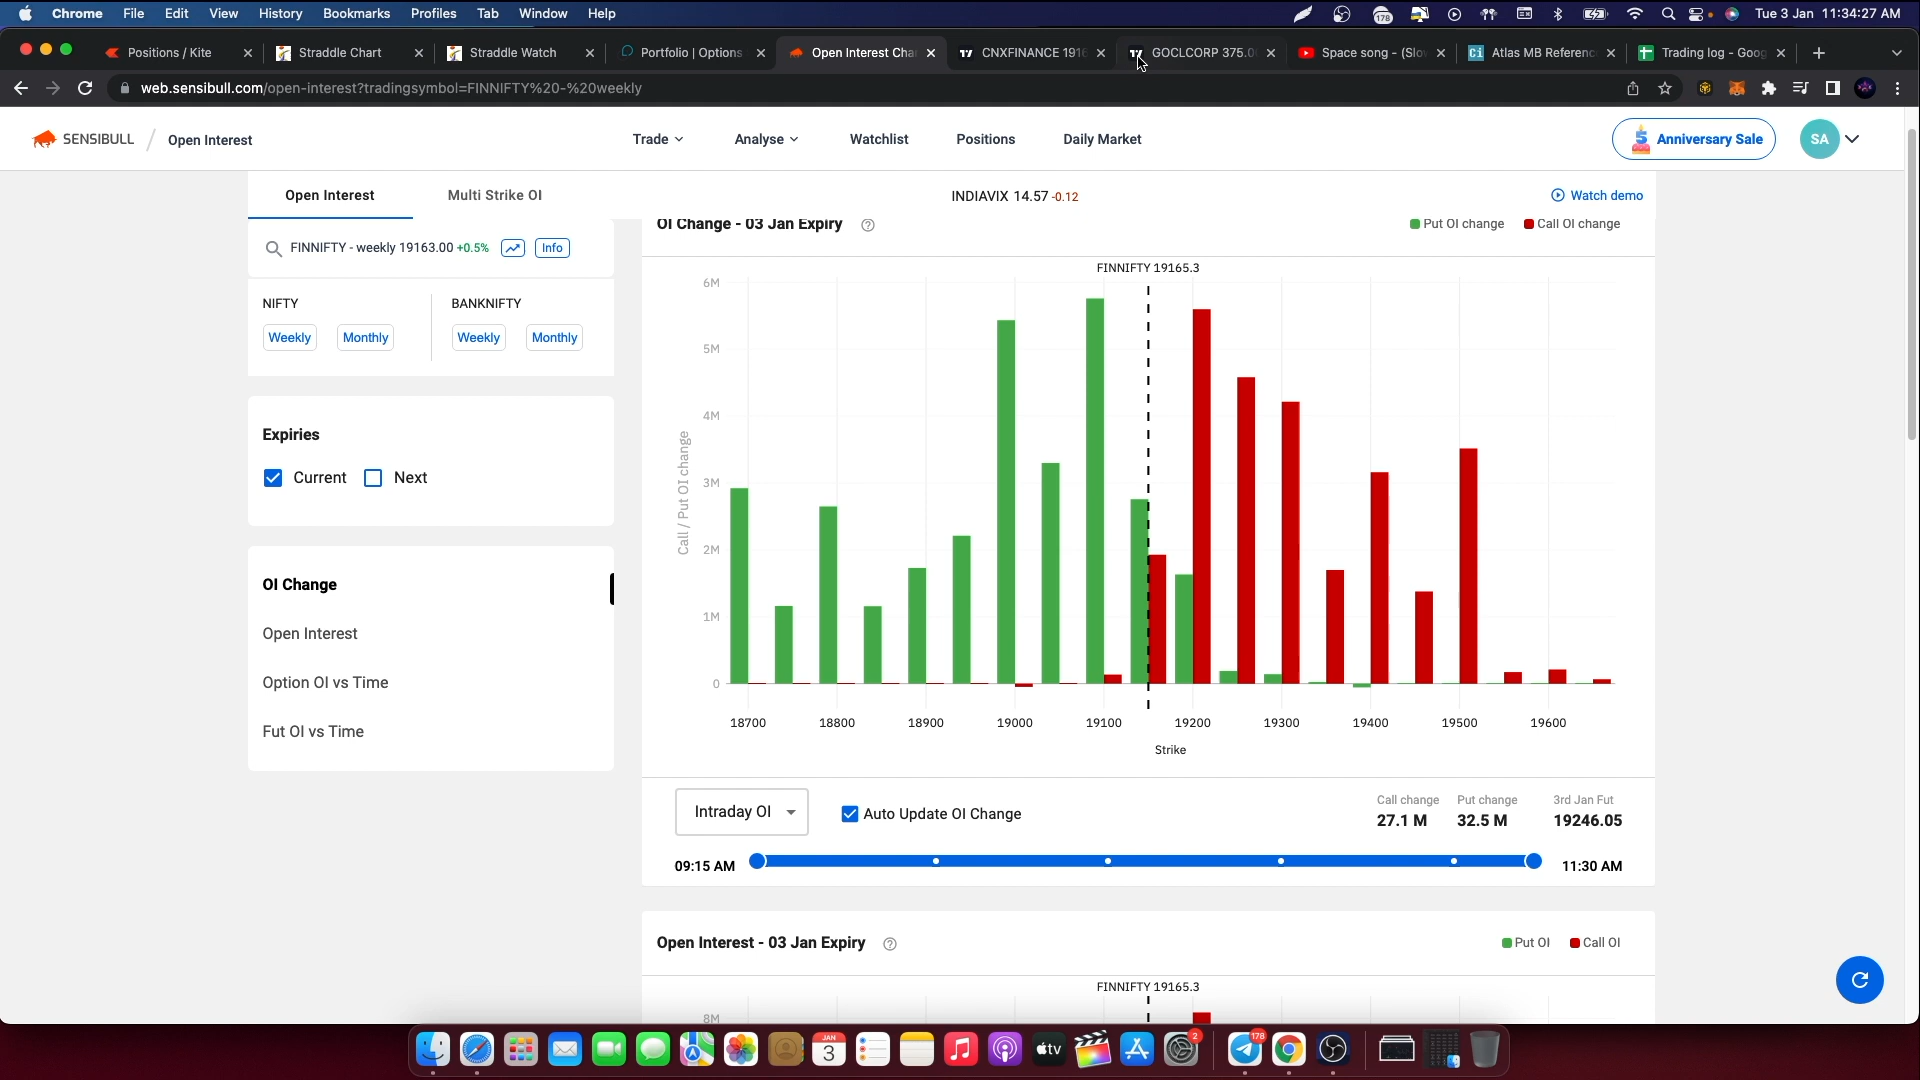 Chrome File Edit View History Bookmarks Profiles Tab Window Help 178 Tue 3 Jan 11:34:27 AM
Positions / Kite Straddle Chart Straddle Watch Portfolio | Options Open Interest Cha CNXFINANCE 1916 GOCLCORP 375.0 Space song - (Slo Atlas MB Referenc Trading log - Goog
web.sensibull.com/open-interest?tradingsymbol=FINNIFTY%20-%20weekly
SENSIBULL / Open Interest Trade Analyse Watchlist Positions Daily Market 5 Anniversary Sale SA
Open Interest Multi Strike OI INDIAVIX 14.57 -0.12 Watch demo
OI Change - 03 Jan Expiry Put OI change Call OI change
FINNIFTY - weekly 19163.00 +0.5% Info
FINNIFTY 19165.3
NIFTY BANKNIFTY
Weekly Monthly Weekly Monthly
Expiries
Current Next
OI Change
Open Interest
Option OI vs Time
Fut OI vs Time
Call / Put OI change
6M
5M
4M
3M
2M
1M
0
18700 18800 18900 19000 19100 19200 19300 19400 19500 19600
Strike
Intraday OI Auto Update OI Change
Call change Put change 3rd Jan Fut
27.1 M 32.5 M 19246.05
09:15 AM 11:30 AM
Open Interest - 03 Jan Expiry Put OI Call OI
FINNIFTY 19165.3
8M
JAN
3
tv
2
178